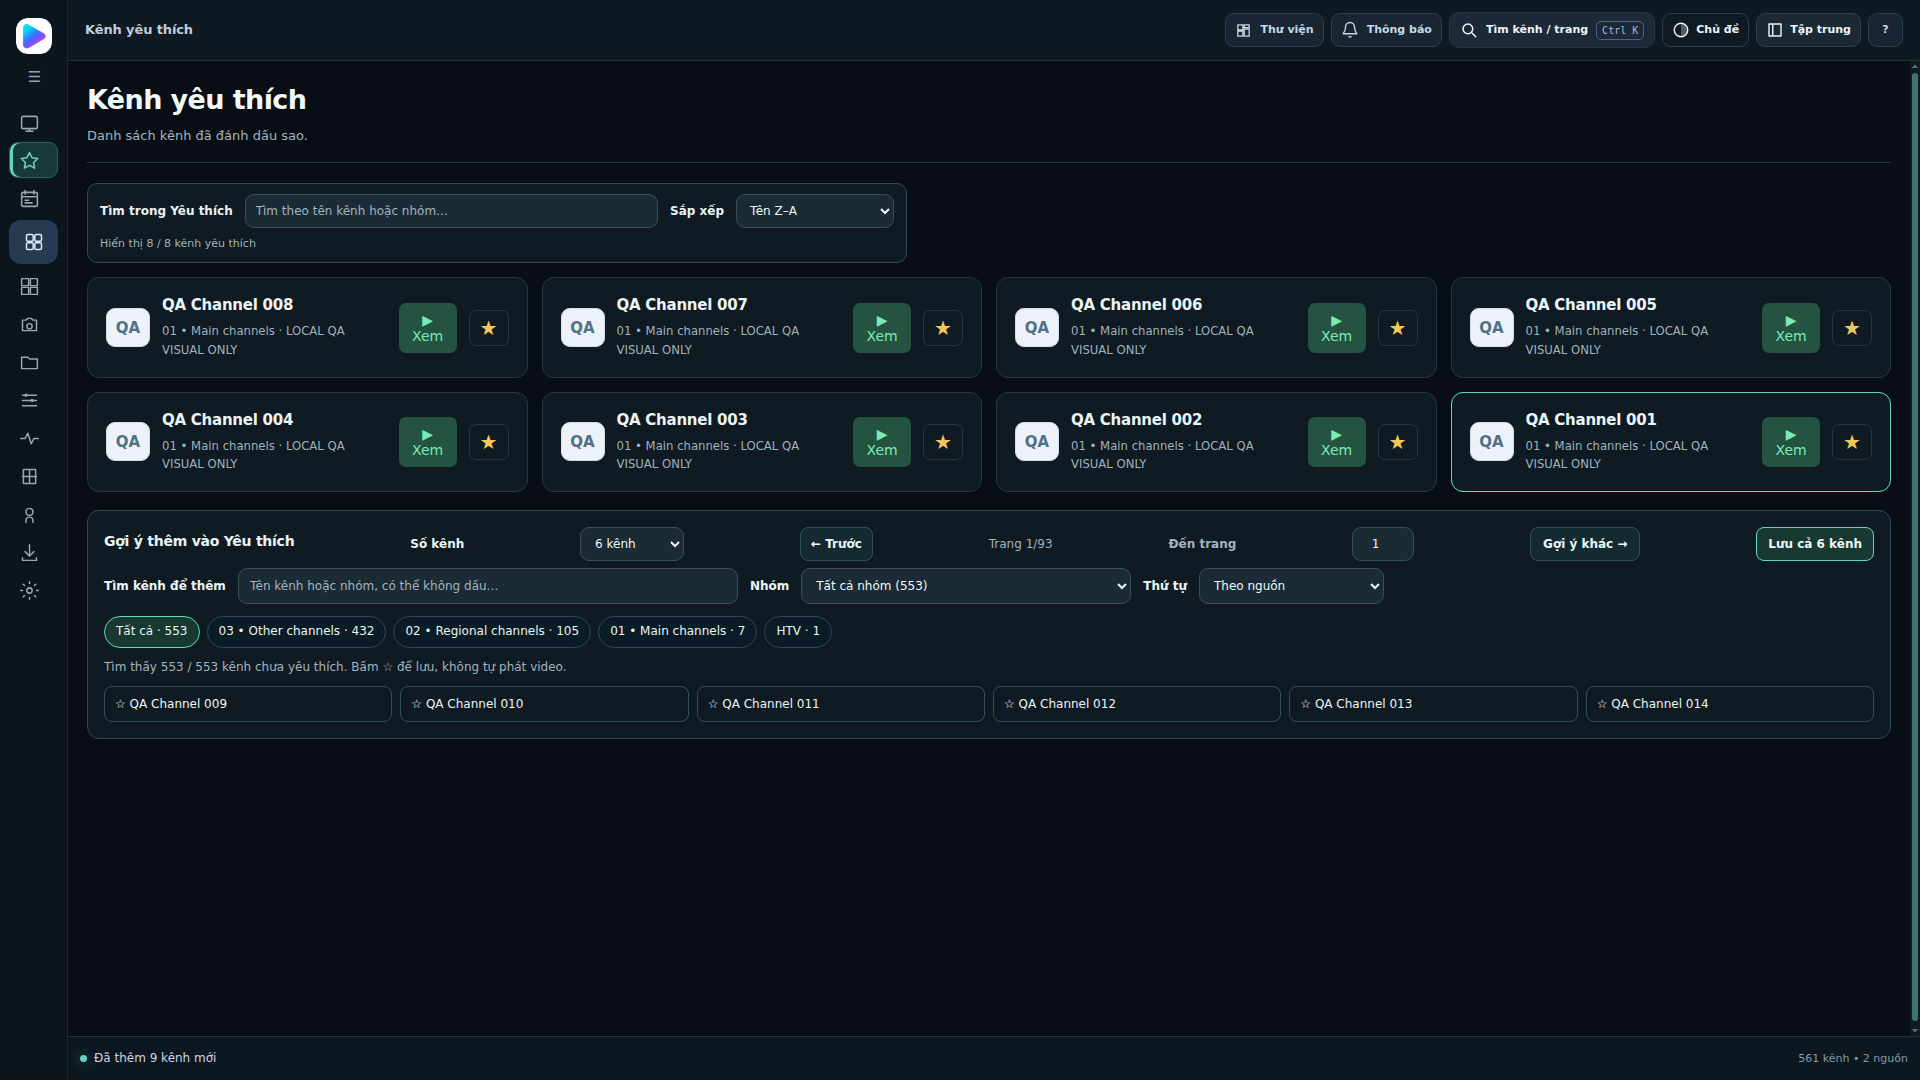 Kênh yêu thích
Thư viện
Thông báo
Tìm kênh / trang Ctrl K
Chủ đề
Tập trung
?
Kênh yêu thích
Danh sách kênh đã đánh dấu sao.
Tìm trong Yêu thích
Tìm theo tên kênh hoặc nhóm...
Sắp xếp
Tên Z–A
Hiển thị 8 / 8 kênh yêu thích
QA
QA Channel 008
01 • Main channels · LOCAL QA
VISUAL ONLY
▶
Xem
★
QA
QA Channel 007
01 • Main channels · LOCAL QA
VISUAL ONLY
▶
Xem
★
QA
QA Channel 006
01 • Main channels · LOCAL QA
VISUAL ONLY
▶
Xem
★
QA
QA Channel 005
01 • Main channels · LOCAL QA
VISUAL ONLY
▶
Xem
★
QA
QA Channel 004
01 • Main channels · LOCAL QA
VISUAL ONLY
▶
Xem
★
QA
QA Channel 003
01 • Main channels · LOCAL QA
VISUAL ONLY
▶
Xem
★
QA
QA Channel 002
01 • Main channels · LOCAL QA
VISUAL ONLY
▶
Xem
★
QA
QA Channel 001
01 • Main channels · LOCAL QA
VISUAL ONLY
▶
Xem
★
Gợi ý thêm vào Yêu thích
Số kênh
6 kênh
← Trước
Trang 1/93
Đến trang
1
Gợi ý khác →
Lưu cả 6 kênh
Tìm kênh để thêm
Tên kênh hoặc nhóm, có thể không dấu...
Nhóm
Tất cả nhóm (553)
Thứ tự
Theo nguồn
Tất cả · 553
03 • Other channels · 432
02 • Regional channels · 105
01 • Main channels · 7
HTV · 1
Tìm thấy 553 / 553 kênh chưa yêu thích. Bấm ☆ để lưu, không tự phát video.
☆ QA Channel 009
☆ QA Channel 010
☆ QA Channel 011
☆ QA Channel 012
☆ QA Channel 013
☆ QA Channel 014
Đã thêm 9 kênh mới
561 kênh • 2 nguồn